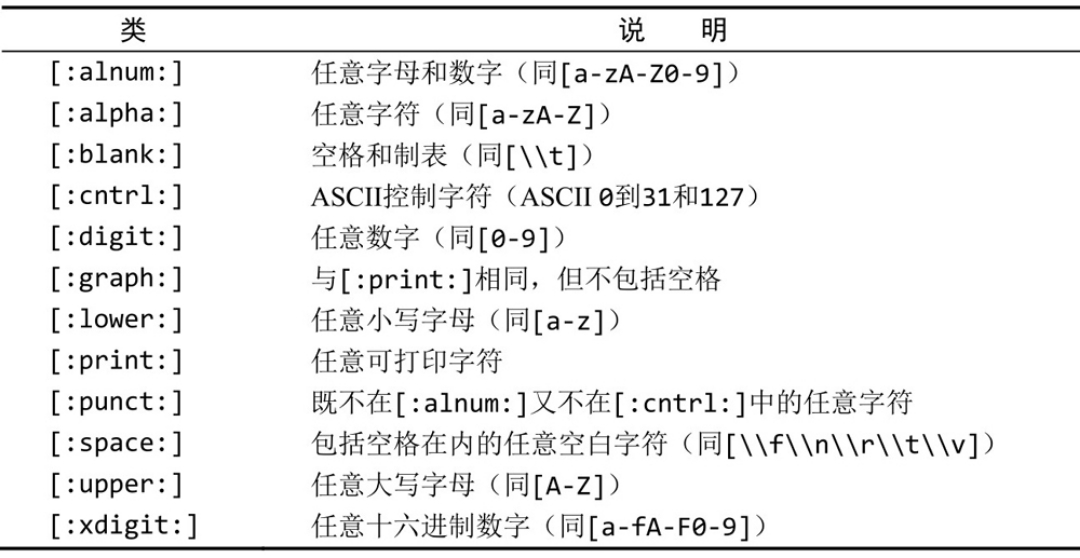 类 说 明
[:alnum:] 任意字母和数字（同[a-zA-Z0-9]）
[:alpha:] 任意字符（同[a-zA-Z]）
[:blank:] 空格和制表（同[\\t]）
[:cntrl:] ASCII控制字符（ASCII 0到31和127）
[:digit:] 任意数字（同[0-9]）
[:graph:] 与[:print:]相同，但不包括空格
[:lower:] 任意小写字母（同[a-z]）
[:print:] 任意可打印字符
[:punct:] 既不在[:alnum:]又不在[:cntrl:]中的任意字符
[:space:] 包括空格在内的任意空白字符（同[\\f\\n\\r\\t\\v]）
[:upper:] 任意大写字母（同[A-Z]）
[:xdigit:] 任意十六进制数字（同[a-fA-F0-9]）